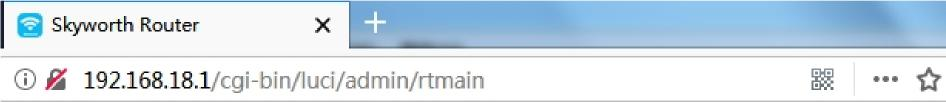 Skyworth Router
192.168.18.1/cgi-bin/luci/admin/rtmain